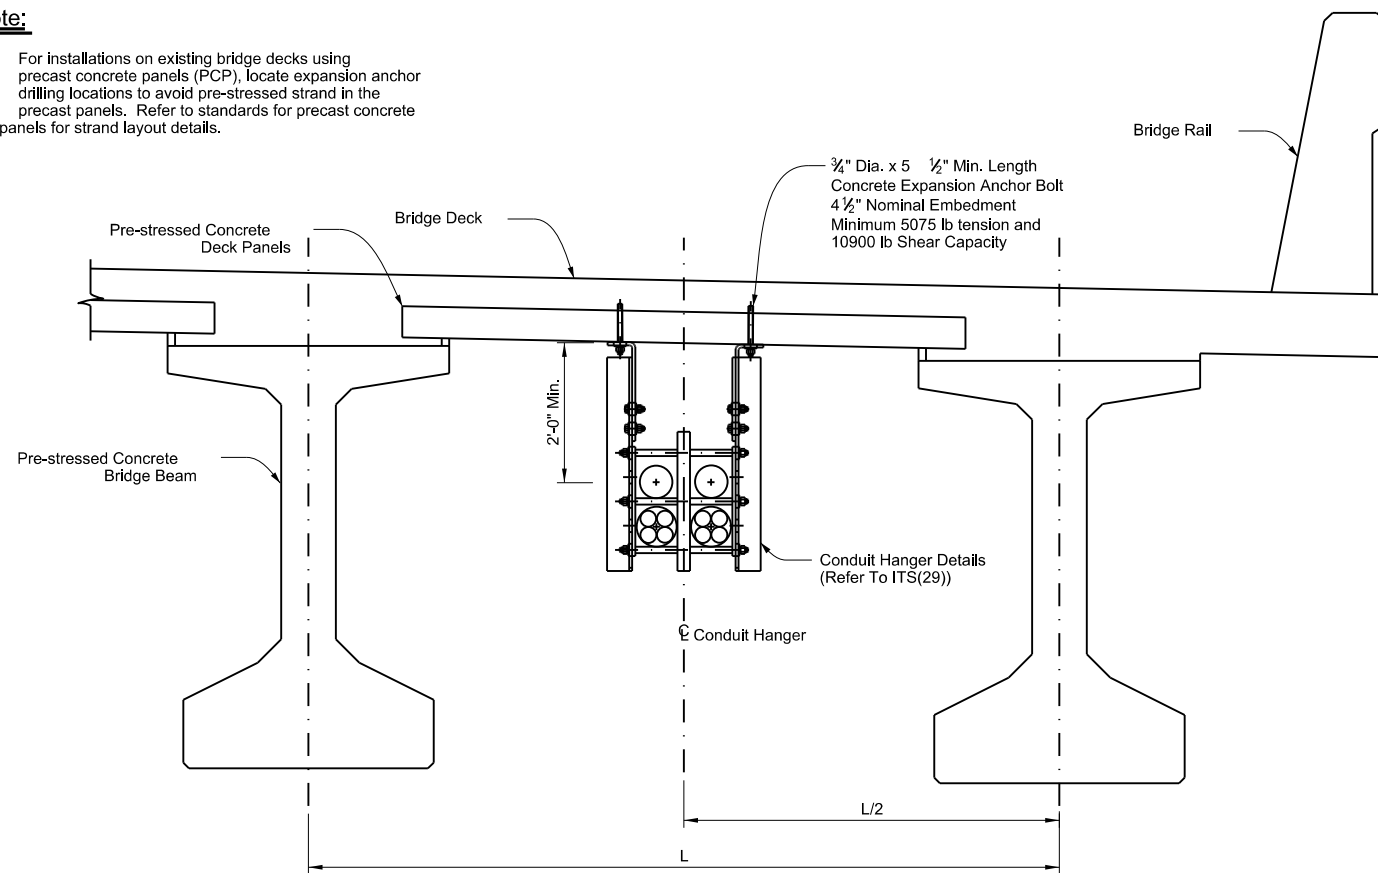 ote:
For installations on existing bridge decks using
precast concrete panels (PCP), locate expansion anchor
drilling locations to avoid pre-stressed strand in the
precast panels. Refer to standards for precast concrete
panels for strand layout details.
Bridge Rail
¾" Dia. x 5 ½" Min. Length
Concrete Expansion Anchor Bolt
4 ½" Nominal Embedment
Minimum 5075 lb tension and
10900 lb Shear Capacity
Bridge Deck
Pre-stressed Concrete
Deck Panels
2'-0" Min.
Pre-stressed Concrete
Bridge Beam
Conduit Hanger Details
(Refer To ITS(29))
℄ Conduit Hanger
L/2
L